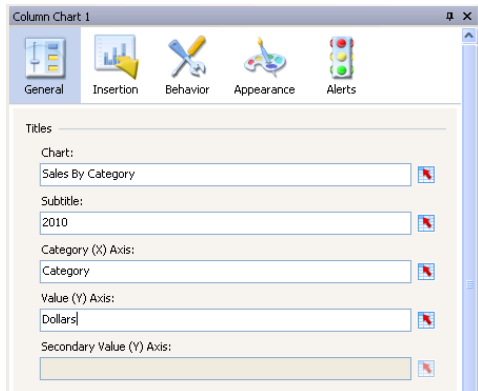 Column Chart 1
General Insertion Behavior Appearance Alerts
Titles
Chart:
Sales By Category
Subtitle:
2010
Category (X) Axis:
Category
Value (Y) Axis:
Dollars
Secondary Value (Y) Axis: